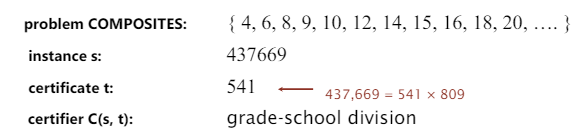 problem COMPOSITES: { 4, 6, 8, 9, 10, 12, 14, 15, 16, 18, 20, …. }
instance s: 437669
certificate t: 541 ← 437,669 = 541 × 809
certifier C(s, t): grade-school division